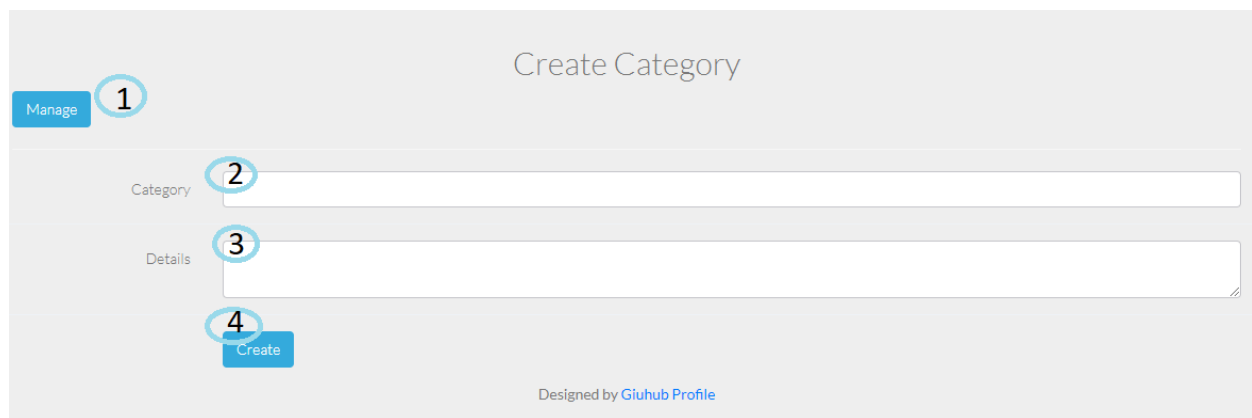 Create Category
1
Manage
2
Category
3
Details
4
Create
Designed by Giuhub Profile